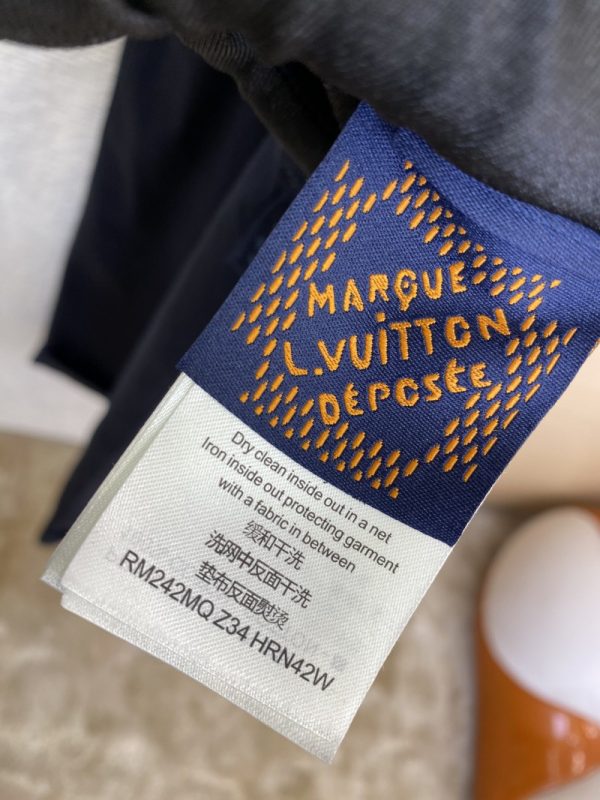 MARQUE
L.VUITTON
DÉPOSÉE
Dry clean inside out in a net
Iron inside out protecting garment
with a fabric in between
缓和干洗
洗网中反面干洗
垫布反面熨烫
RM242MQ Z34 HRN42W